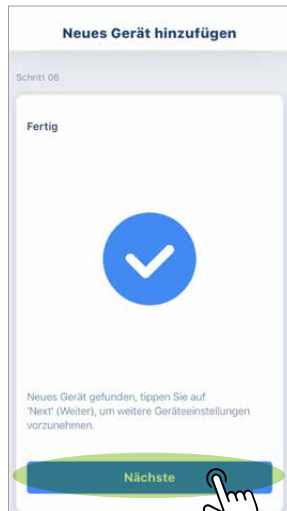 Neues Gerät hinzufügen
Schritt 06
Fertig
Neues Gerät gefunden, tippen Sie auf
'Next' (Weiter), um weitere Geräteeinstellungen
vorzunehmen.
Nächste